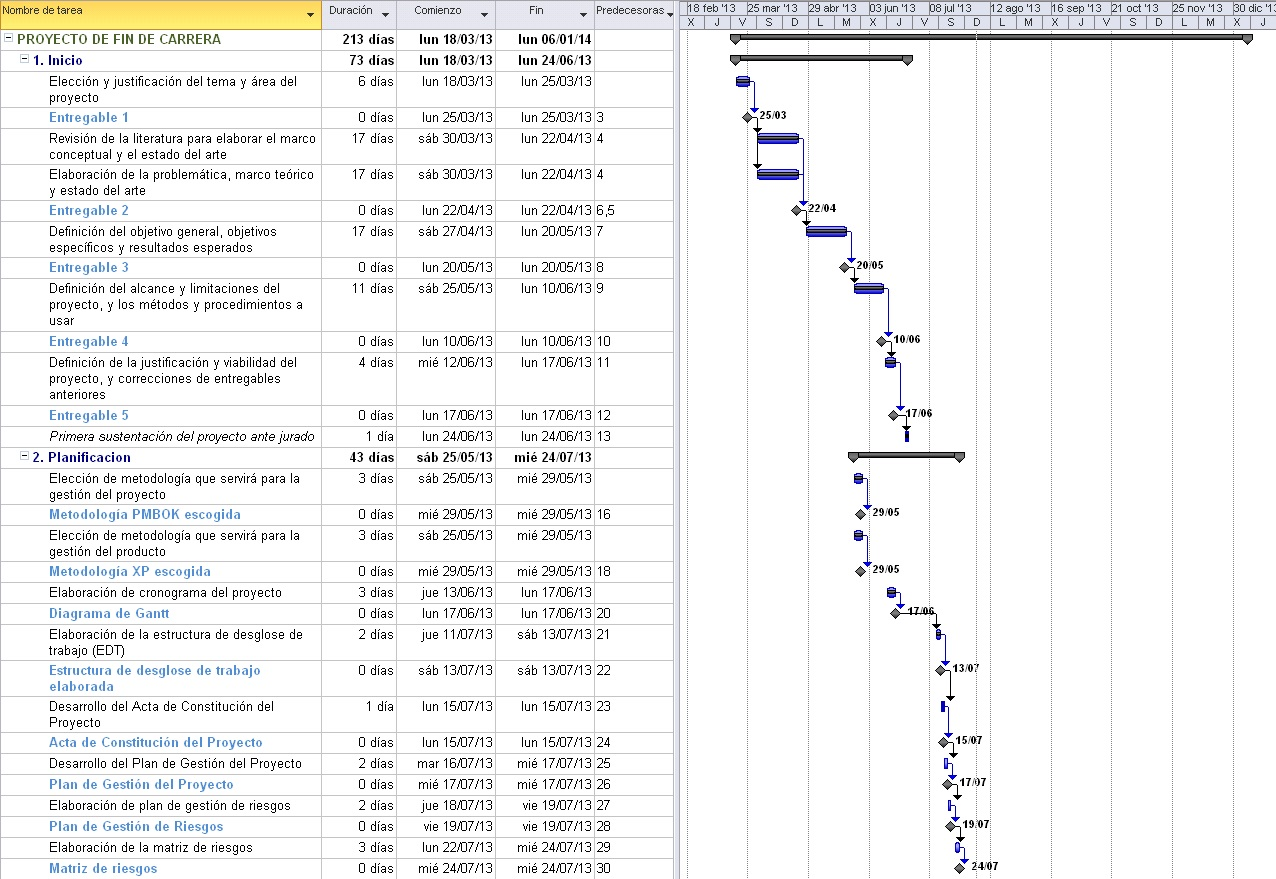 Nombre de tarea Duración Comienzo Fin Predecesoras 18 feb '13 25 mar '13 29 abr '13 03 jun '13 08 jul '13 12 ago '13 16 sep '13 21 oct '13 25 nov '13 30 dic '13
X J V S D L M X J V S D L M X J V S D L M X J
PROYECTO DE FIN DE CARRERA 213 días lun 18/03/13 lun 06/01/14
1. Inicio 73 días lun 18/03/13 lun 24/06/13
Elección y justificación del tema y área del 6 días lun 18/03/13 lun 25/03/13
proyecto
Entregable 1 0 días lun 25/03/13 lun 25/03/13 3 25/03
Revisión de la literatura para elaborar el marco 17 días sáb 30/03/13 lun 22/04/13 4
conceptual y el estado del arte
Elaboración de la problemática, marco teórico 17 días sáb 30/03/13 lun 22/04/13 4
y estado del arte
Entregable 2 0 días lun 22/04/13 lun 22/04/13 6,5 22/04
Definición del objetivo general, objetivos 17 días sáb 27/04/13 lun 20/05/13 7
específicos y resultados esperados
Entregable 3 0 días lun 20/05/13 lun 20/05/13 8 20/05
Definición del alcance y limitaciones del 11 días sáb 25/05/13 lun 10/06/13 9
proyecto, y los métodos y procedimientos a
usar
Entregable 4 0 días lun 10/06/13 lun 10/06/13 10 10/06
Definición de la justificación y viabilidad del 4 días mié 12/06/13 lun 17/06/13 11
proyecto, y correcciones de entregables
anteriores
Entregable 5 0 días lun 17/06/13 lun 17/06/13 12 17/06
Primera sustentación del proyecto ante jurado 1 día lun 24/06/13 lun 24/06/13 13
2. Planificacion 43 días sáb 25/05/13 mié 24/07/13
Elección de metodología que servirá para la 3 días sáb 25/05/13 mié 29/05/13
gestión del proyecto
Metodología PMBOK escogida 0 días mié 29/05/13 mié 29/05/13 16 29/05
Elección de metodología que servirá para la 3 días sáb 25/05/13 mié 29/05/13
gestión del producto
Metodología XP escogida 0 días mié 29/05/13 mié 29/05/13 18 29/05
Elaboración de cronograma del proyecto 3 días jue 13/06/13 lun 17/06/13
Diagrama de Gantt 0 días lun 17/06/13 lun 17/06/13 20 17/06
Elaboración de la estructura de desglose de 2 días jue 11/07/13 sáb 13/07/13 21
trabajo (EDT)
Estructura de desglose de trabajo 0 días sáb 13/07/13 sáb 13/07/13 22 13/07
elaborada
Desarrollo del Acta de Constitución del 1 día lun 15/07/13 lun 15/07/13 23
Proyecto
Acta de Constitución del Proyecto 0 días lun 15/07/13 lun 15/07/13 24 15/07
Desarrollo del Plan de Gestión del Proyecto 2 días mar 16/07/13 mié 17/07/13 25
Plan de Gestión del Proyecto 0 días mié 17/07/13 mié 17/07/13 26 17/07
Elaboración de plan de gestión de riesgos 2 días jue 18/07/13 vie 19/07/13 27
Plan de Gestión de Riesgos 0 días vie 19/07/13 vie 19/07/13 28 19/07
Elaboración de la matriz de riesgos 3 días lun 22/07/13 mié 24/07/13 29
Matriz de riesgos 0 días mié 24/07/13 mié 24/07/13 30 24/07